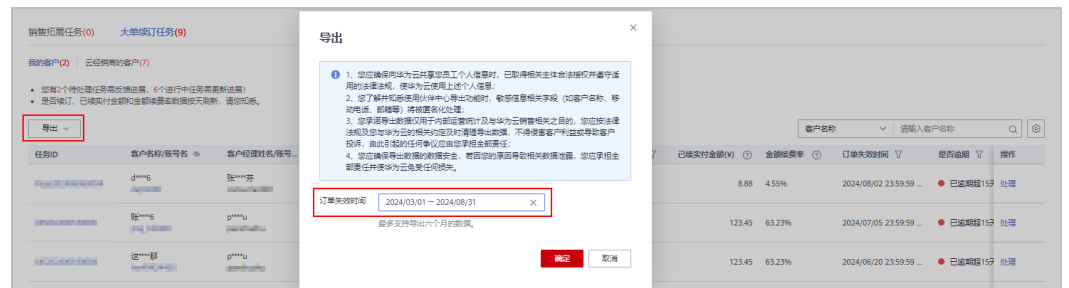 销售拓展任务(0) 大单续订任务(9)
我的客户(2) 云经销商的客户(7)
• 您有2个待处理任务需反馈进展，6个进行中任务需更新进展！
• 是否续订、已续实付金额和金额续费率数据按天刷新，请您知悉。
导出
客户名称 请输入客户名称
任务ID 客户名称/账号名 客户经理姓名/账号... 已续实付金额(¥) 金额续费率 订单失效时间 是否逾期 操作
d****6 张****芬 8.88 4.55% 2024/08/02 23:59:59 ... 已逾期超15天 处理
账****6 p****u 123.45 63.23% 2024/07/05 23:59:59 ... 已逾期超15天 处理
这****耶 p****u 123.45 63.23% 2024/06/20 23:59:59 ... 已逾期超15天 处理
导出
1、您应确保向华为云共享您员工个人信息时，已取得相关主体合法授权并遵守适
用的法律法规，使华为云使用上述个人信息；
2、您了解并知悉使用伙伴中心导出功能时，敏感信息相关字段（如客户名称、移
动电话、邮箱等）将被匿名化处理；
3、您承诺导出数据仅用于内部运营统计及与华为云销售相关之目的，您应按法律
法规及您与华为云的相关约定及时清理导出数据，不得侵害客户利益或导致客户
投诉，由此引起的任何争议应由您承担全部责任；
4、您应确保导出数据的数据安全，若因您的原因导致相关数据泄露，您应承担全
部责任并使华为云免受任何损失。
订单失效时间 2024/03/01 – 2024/08/31
最多支持导出六个月的数据。
确定 取消